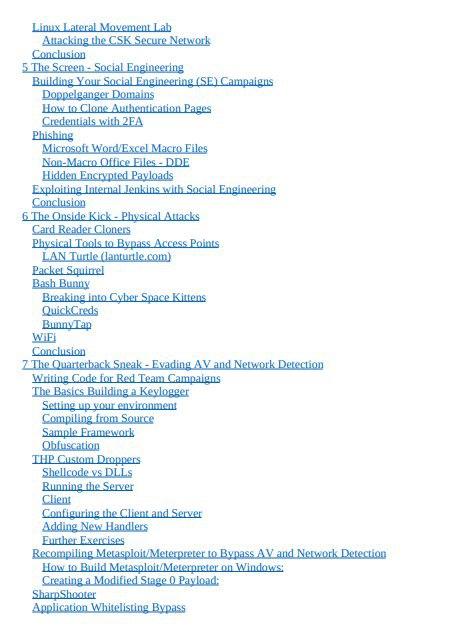 Linux Lateral Movement Lab
Attacking the CSK Secure Network
Conclusion
5 The Screen - Social Engineering
Building Your Social Engineering (SE) Campaigns
Doppelganger Domains
How to Clone Authentication Pages
Credentials with 2FA
Phishing
Microsoft Word/Excel Macro Files
Non-Macro Office Files - DDE
Hidden Encrypted Payloads
Exploiting Internal Jenkins with Social Engineering
Conclusion
6 The Onside Kick - Physical Attacks
Card Reader Cloners
Physical Tools to Bypass Access Points
LAN Turtle (lanturtle.com)
Packet Squirrel
Bash Bunny
Breaking into Cyber Space Kittens
QuickCreds
BunnyTap
WiFi
Conclusion
7 The Quarterback Sneak - Evading AV and Network Detection
Writing Code for Red Team Campaigns
The Basics Building a Keylogger
Setting up your environment
Compiling from Source
Sample Framework
Obfuscation
THP Custom Droppers
Shellcode vs DLLs
Running the Server
Client
Configuring the Client and Server
Adding New Handlers
Further Exercises
Recompiling Metasploit/Meterpreter to Bypass AV and Network Detection
How to Build Metasploit/Meterpreter on Windows:
Creating a Modified Stage 0 Payload:
SharpShooter
Application Whitelisting Bypass